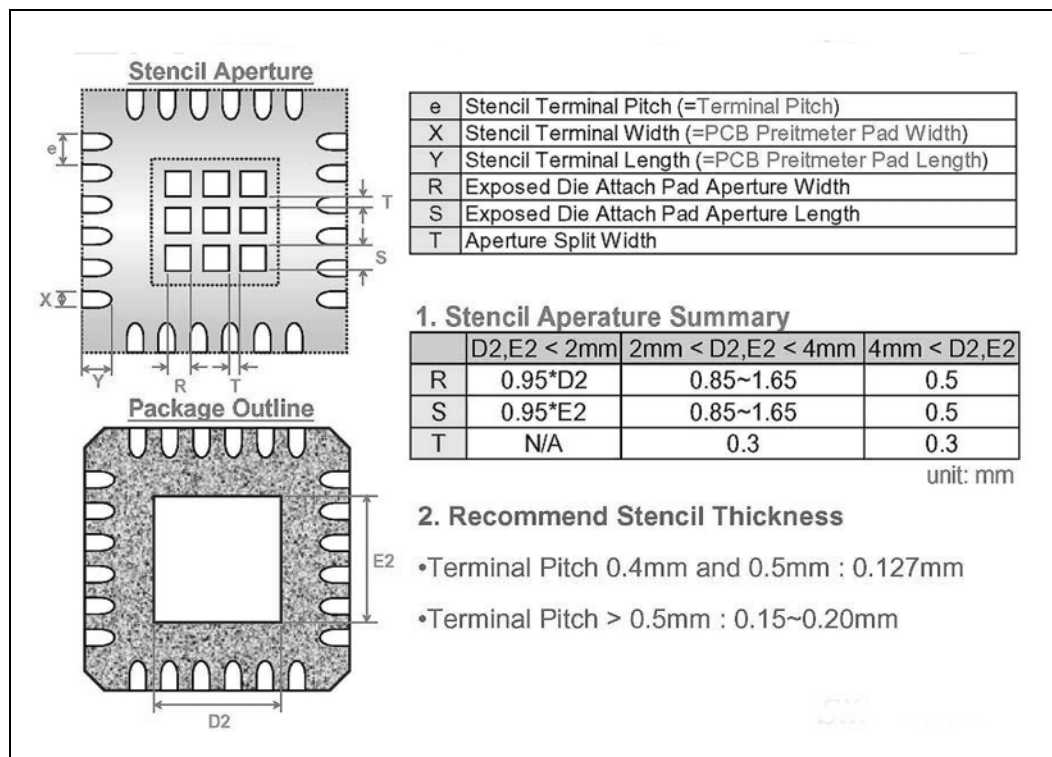 Stencil Aperture
e
T
S
X
Y
R
T
Package Outline
E2
D2
e Stencil Terminal Pitch (=Terminal Pitch)
X Stencil Terminal Width (=PCB Preitmeter Pad Width)
Y Stencil Terminal Length (=PCB Preitmeter Pad Length)
R Exposed Die Attach Pad Aperture Width
S Exposed Die Attach Pad Aperture Length
T Aperture Split Width
1. Stencil Aperature Summary
D2,E2 < 2mm 2mm < D2,E2 < 4mm 4mm < D2,E2
R 0.95*D2 0.85~1.65 0.5
S 0.95*E2 0.85~1.65 0.5
T N/A 0.3 0.3
unit: mm
2. Recommend Stencil Thickness
•Terminal Pitch 0.4mm and 0.5mm : 0.127mm
•Terminal Pitch > 0.5mm : 0.15~0.20mm